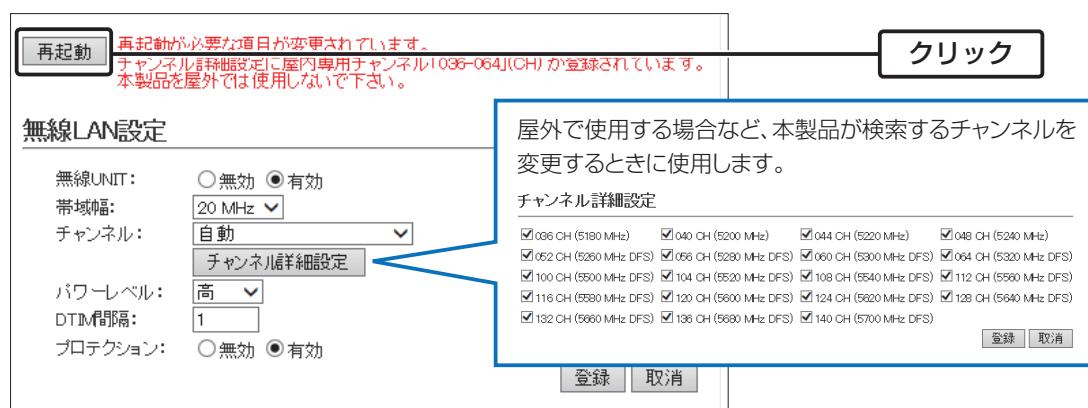 再起動
再起動が必要な項目が変更されています。
チャンネル詳細設定に屋内専用チャンネル「036-064」(CH) が登録されています。
本製品を屋外では使用しないで下さい。
クリック
無線LAN設定
無線UNIT: 無効 有効
帯域幅: 20 MHz
チャンネル: 自動
チャンネル詳細設定
パワーレベル: 高
DTIM間隔: 1
プロテクション: 無効 有効
登録 取消
屋外で使用する場合など、本製品が検索するチャンネルを
変更するときに使用します。
チャンネル詳細設定
036 CH (5180 MHz) 040 CH (5200 MHz) 044 CH (5220 MHz) 048 CH (5240 MHz)
052 CH (5260 MHz DFS) 056 CH (5280 MHz DFS) 060 CH (5300 MHz DFS) 064 CH (5320 MHz DFS)
100 CH (5500 MHz DFS) 104 CH (5520 MHz DFS) 108 CH (5540 MHz DFS) 112 CH (5560 MHz DFS)
116 CH (5580 MHz DFS) 120 CH (5600 MHz DFS) 124 CH (5620 MHz DFS) 128 CH (5640 MHz DFS)
132 CH (5660 MHz DFS) 136 CH (5680 MHz DFS) 140 CH (5700 MHz DFS)
登録 取消